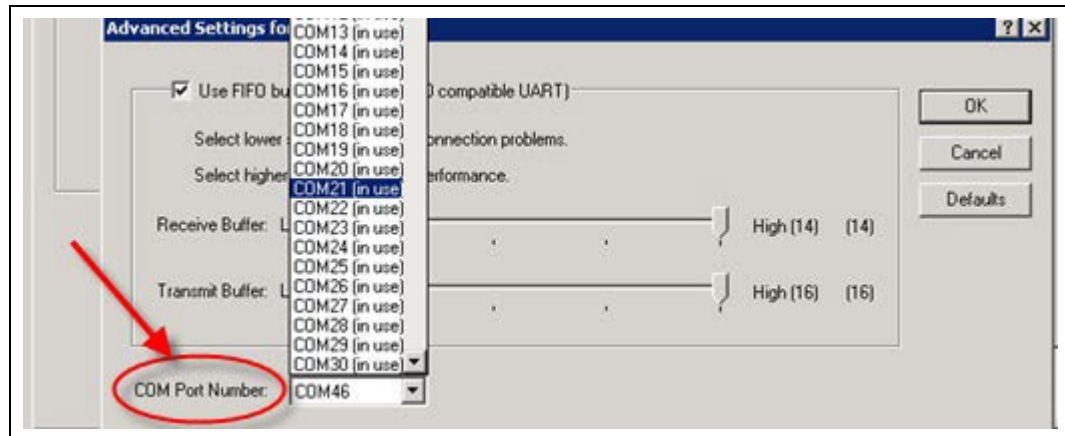 Advanced Settings fo
COM13 (in use)
COM14 (in use)
COM15 (in use)
COM16 (in use)
COM17 (in use)
COM18 (in use)
COM19 (in use)
COM20 (in use)
COM21 (in use)
COM22 (in use)
COM23 (in use)
COM24 (in use)
COM25 (in use)
COM26 (in use)
COM27 (in use)
COM28 (in use)
COM29 (in use)
COM30 (in use)
Use FIFO bu compatible UART)
Select lower onnection problems.
Select higher erformance.
Receive Buffer: L High (14) (14)
Transmit Buffer: L High (16) (16)
COM Port Number: COM46
OK
Cancel
Defaults